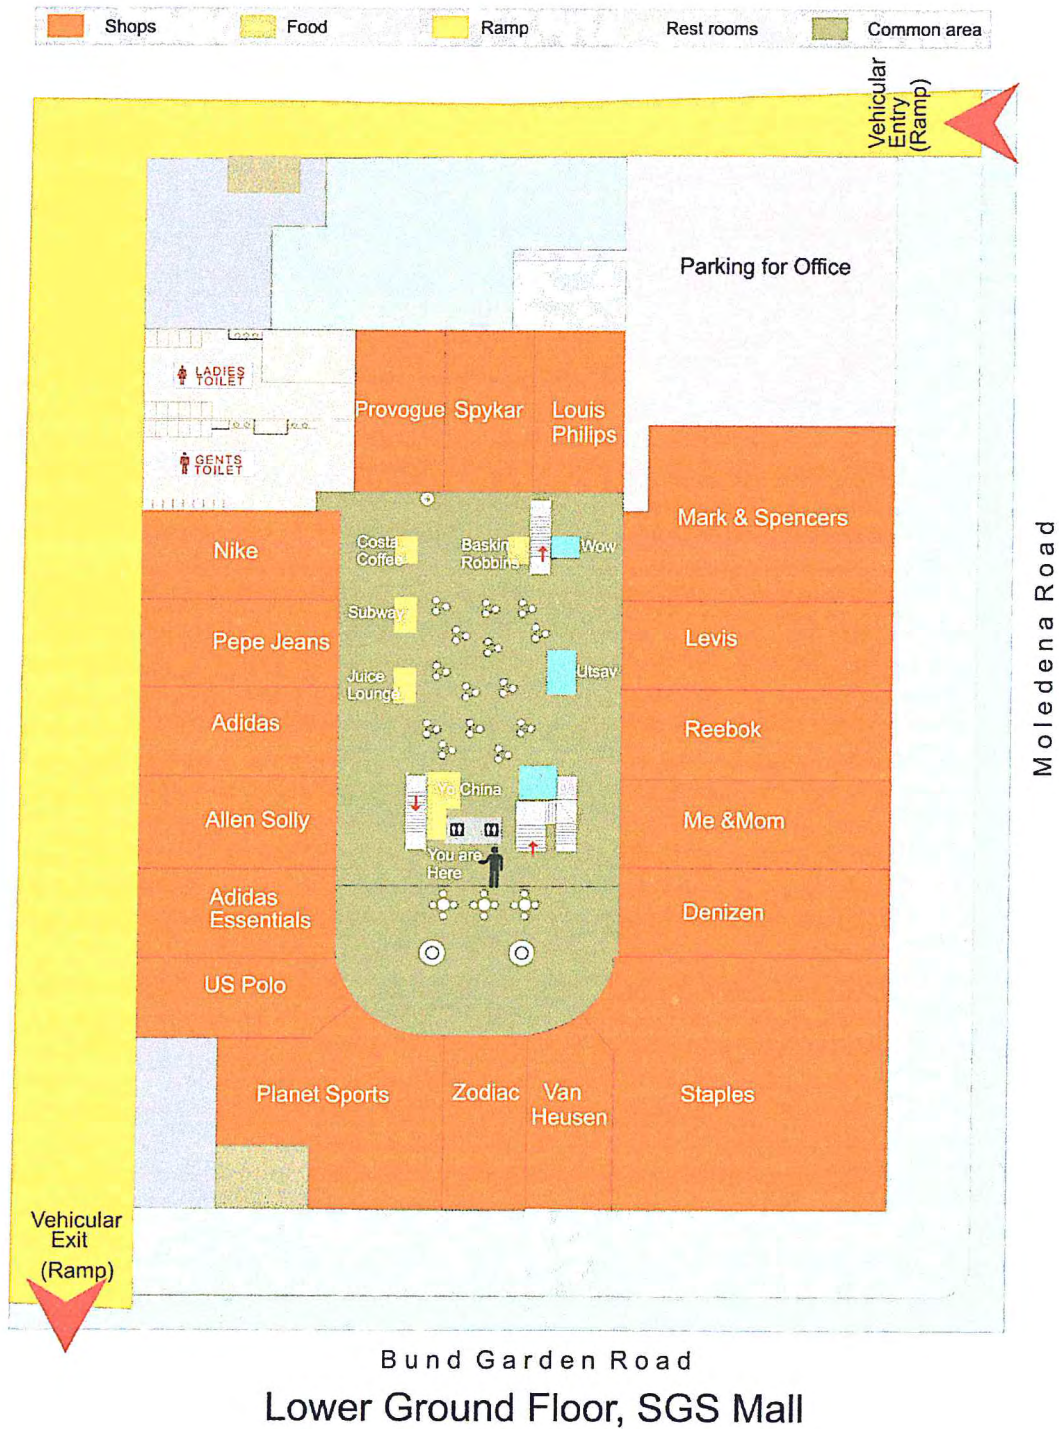 Shops
Food
Ramp
Rest rooms
Common area
Vehicular
Entry
(Ramp)
Parking for Office
LADIES
TOILET
GENTS
TOILET
Provogue
Spykar
Louis
Philips
Mark & Spencers
Nike
Costa
Coffee
Baskin
Robbins
Wow
Pepe Jeans
Subway
Levis
Juice
Lounge
Utsav
Adidas
Reebok
Yo China
Allen Solly
Me &Mom
You are
Here
Adidas
Essentials
Denizen
US Polo
Planet Sports
Zodiac
Van
Heusen
Staples
Moledena Road
Vehicular
Exit
(Ramp)
Bund Garden Road
Lower Ground Floor, SGS Mall